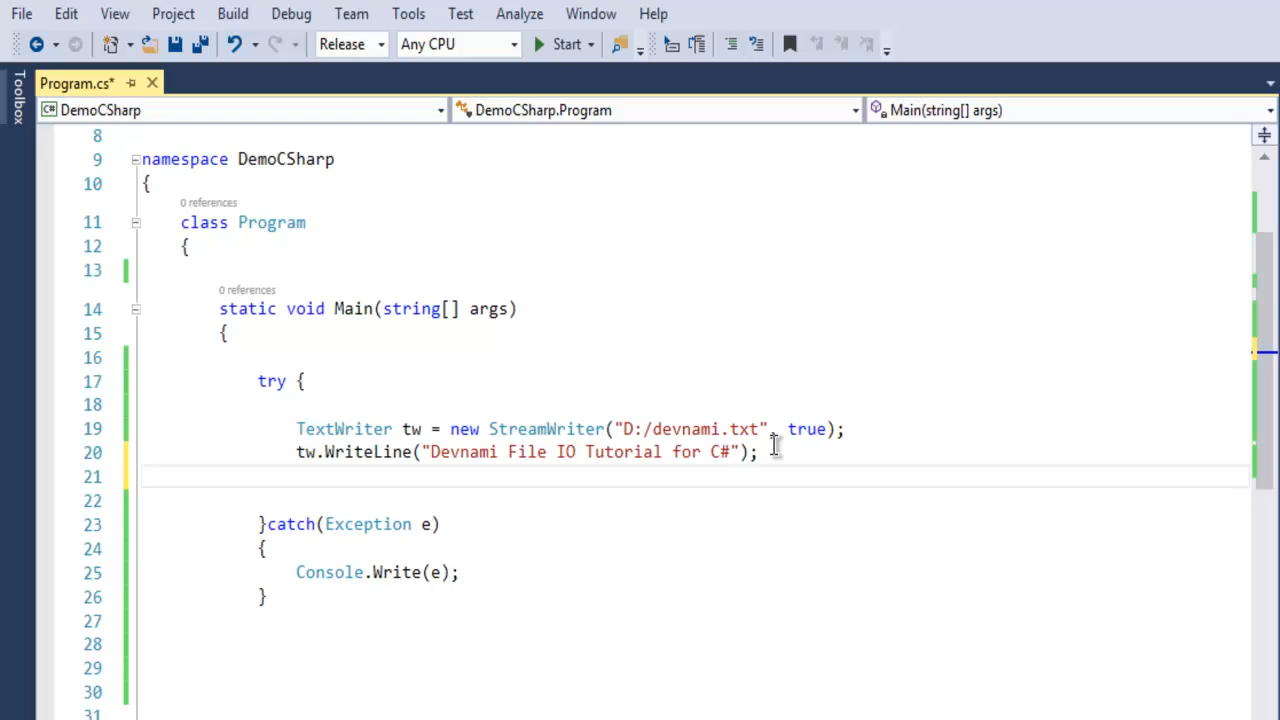 File Edit View Project Build Debug Team Tools Test Analyze Window Help
Release Any CPU Start
Toolbox
Program.cs*
C# DemoCSharp DemoCSharp.Program Main(string[] args)
8
9 namespace DemoCSharp
10 {
0 references
11 class Program
12 {
13
0 references
14 static void Main(string[] args)
15 {
16
17 try {
18
19 TextWriter tw = new StreamWriter("D:/devnami.txt", true);
20 tw.WriteLine("Devnami File IO Tutorial for C#");
21
22
23 }catch(Exception e)
24 {
25 Console.Write(e);
26 }
27
28
29
30
31